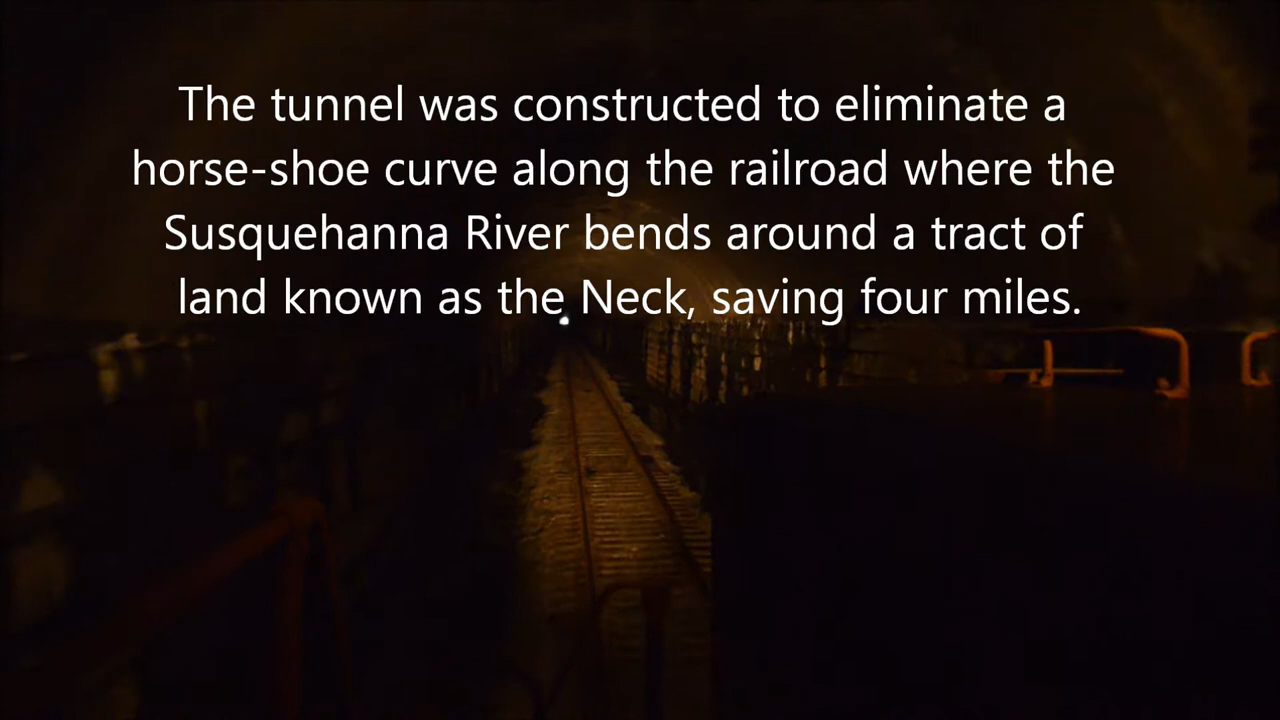 The tunnel was constructed to eliminate a
horse-shoe curve along the railroad where the
Susquehanna River bends around a tract of
land known as the Neck, saving four miles.